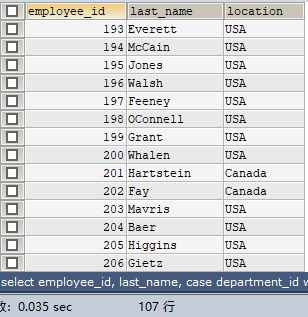 employee_id last_name location
193 Everett USA
194 McCain USA
195 Jones USA
196 Walsh USA
197 Feeney USA
198 OConnell USA
199 Grant USA
200 Whalen USA
201 Hartstein Canada
202 Fay Canada
203 Mavris USA
204 Baer USA
205 Higgins USA
206 Gietz USA
select employee_id, last_name, case department_id w
: 0.035 sec 107 行